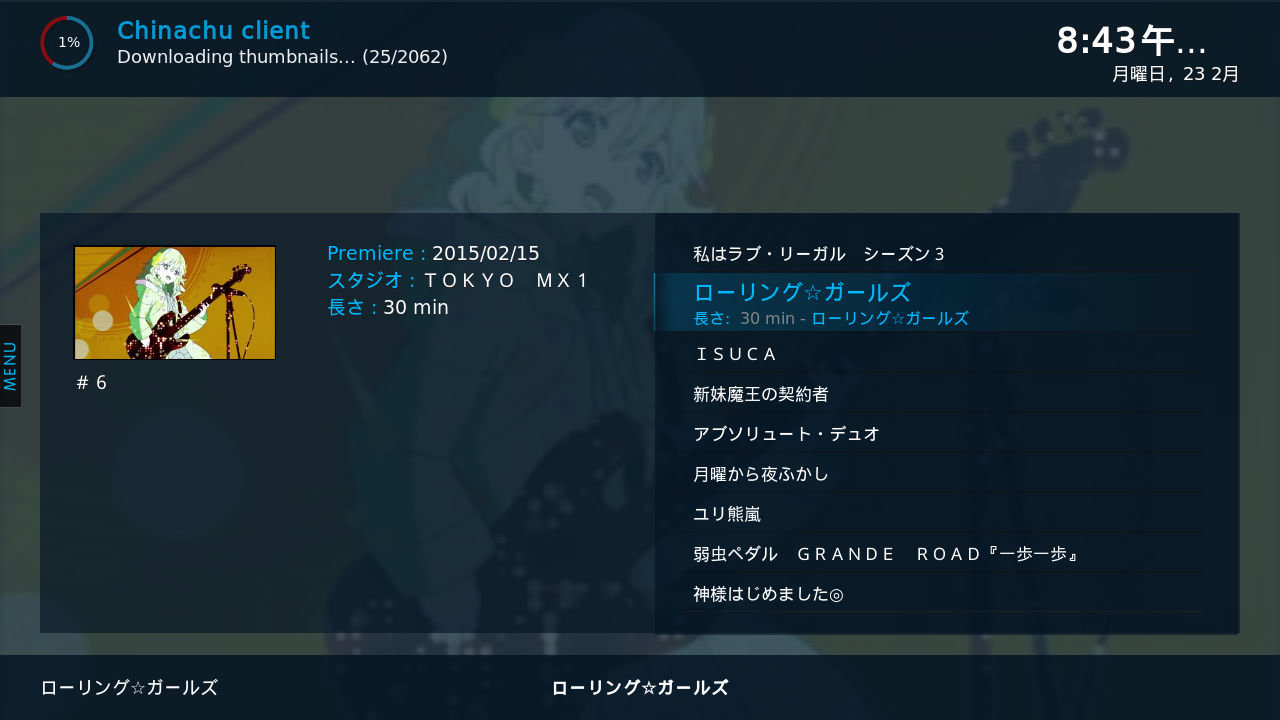 1%
Chinachu client
Downloading thumbnails... (25/2062)
8:43午...
月曜日, 23 2月
MENU
Premiere : 2015/02/15
スタジオ : ＴＯＫＹＯ　ＭＸ１
長さ : 30 min
＃６
私はラブ・リーガル　シーズン３
ローリング☆ガールズ
長さ: 30 min - ローリング☆ガールズ
ＩＳＵＣＡ
新妹魔王の契約者
アブソリュート・デュオ
月曜から夜ふかし
ユリ熊嵐
弱虫ペダル　ＧＲＡＮＤＥ　ＲＯＡＤ『一歩一歩』
神様はじめました◎
ローリング☆ガールズ
ローリング☆ガールズ